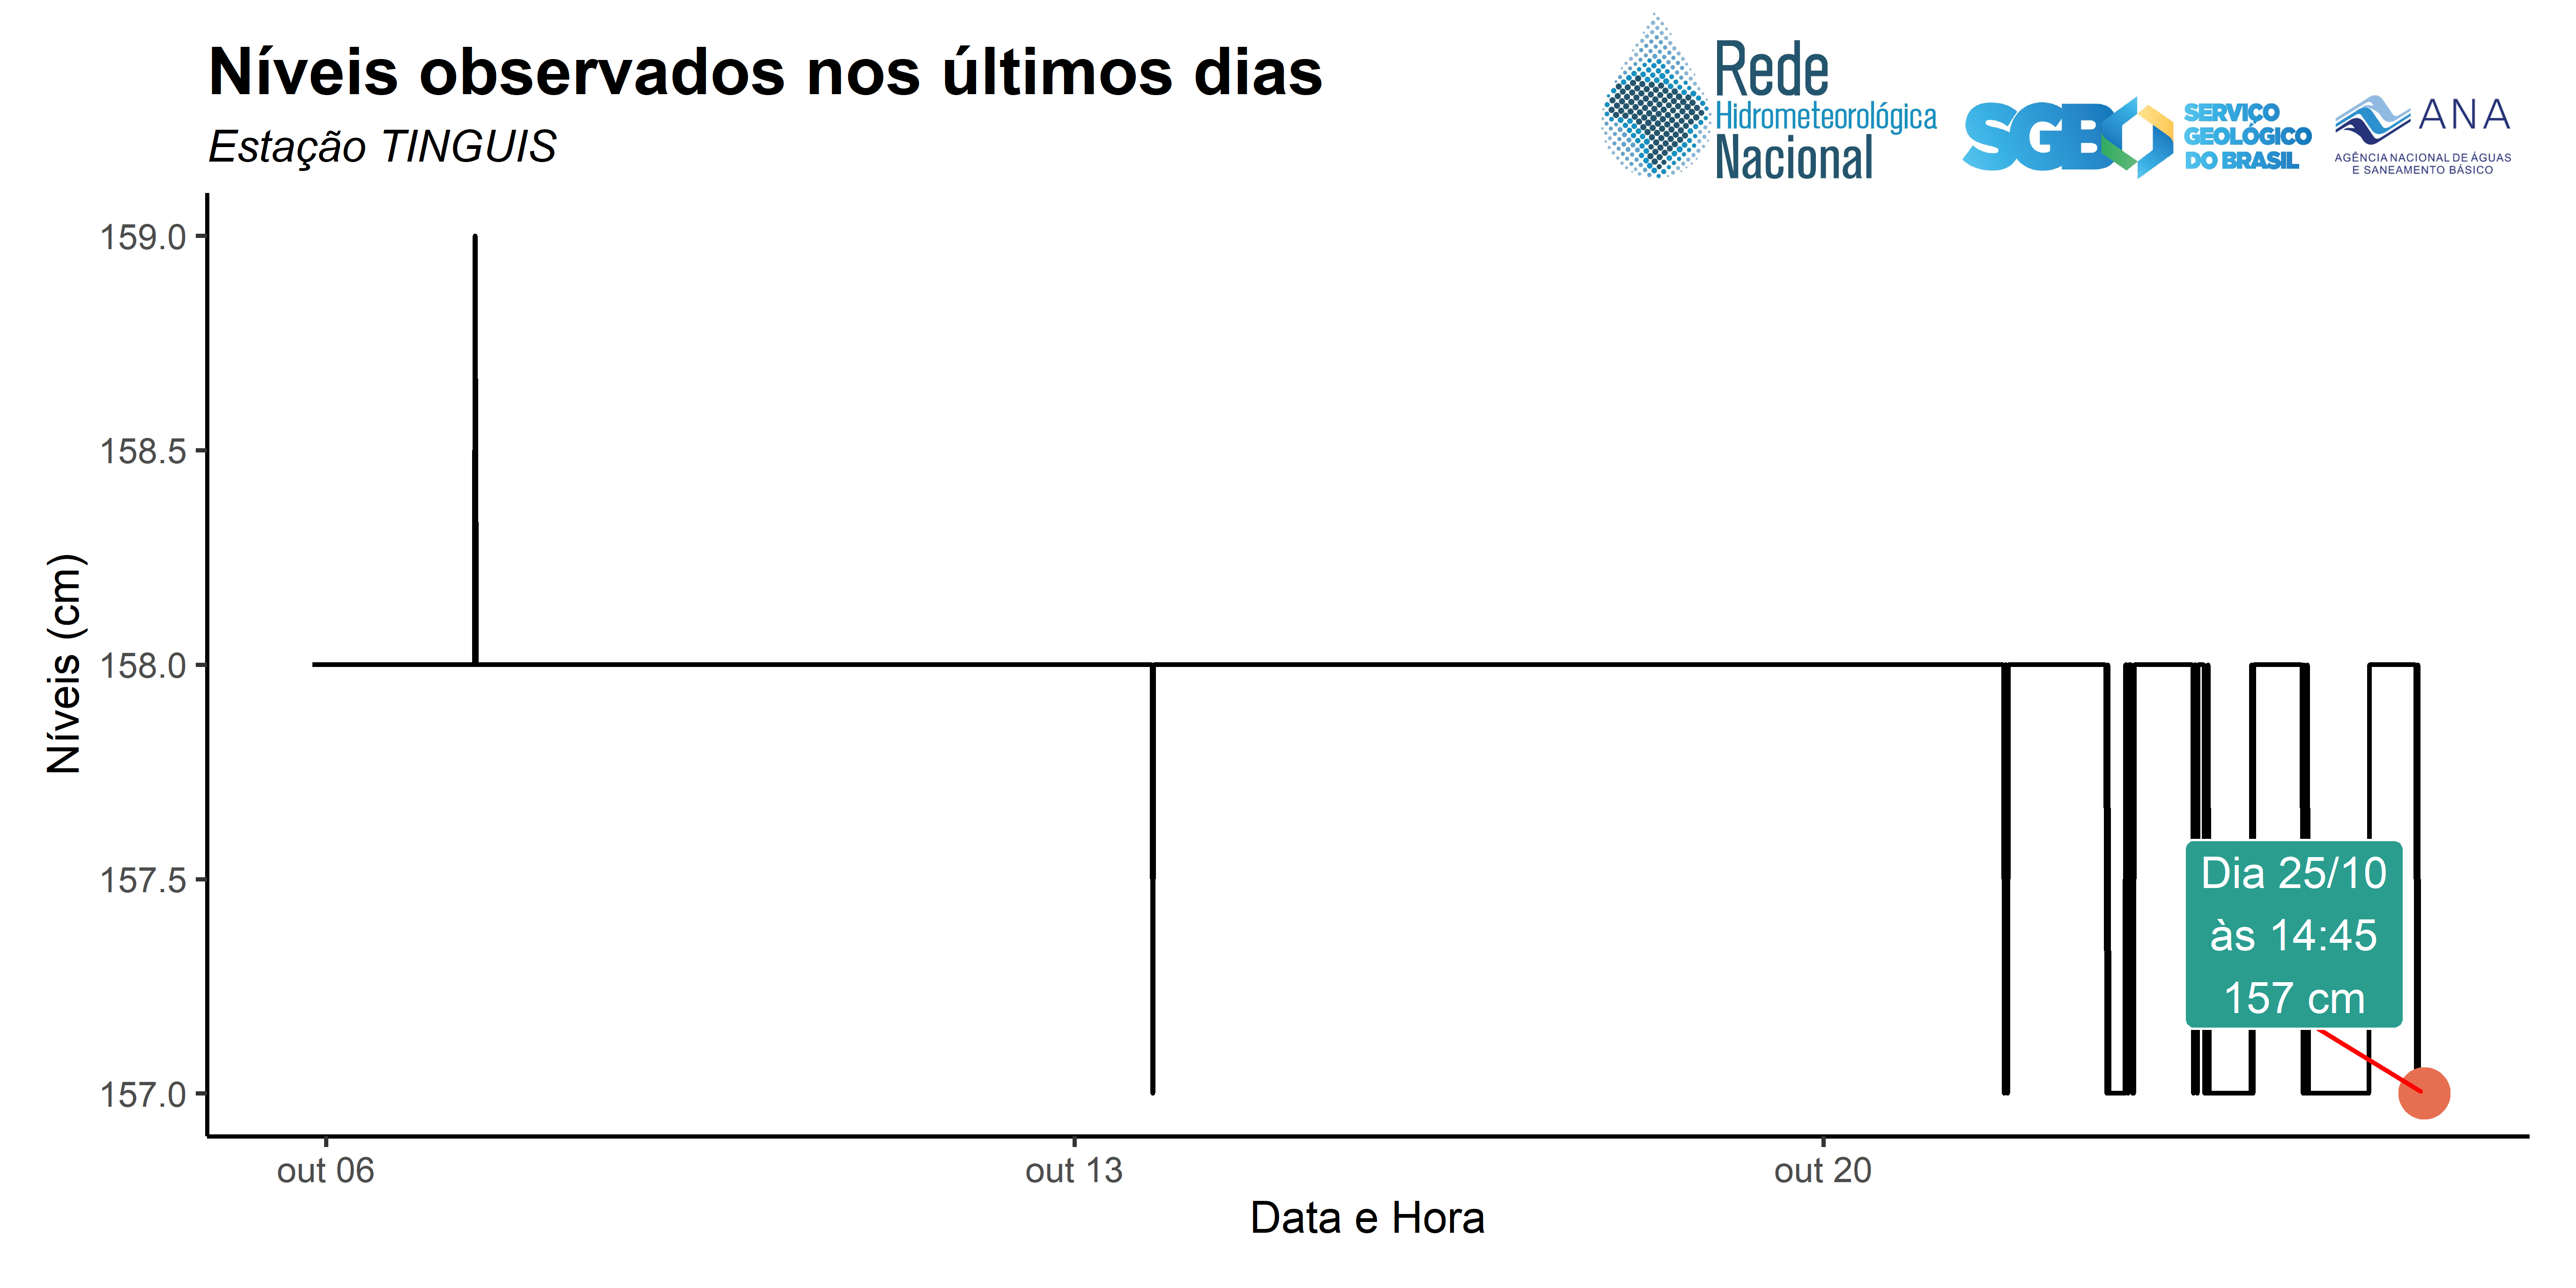 Níveis observados nos últimos dias
Estação TINGUIS
Rede
Hidrometeorológica
Nacional
SGB
SERVIÇO
GEOLÓGICO
DO BRASIL
ANA
AGÊNCIA NACIONAL DE ÁGUAS
E SANEAMENTO BÁSICO
Níveis (cm)
159.0
158.5
158.0
157.5
157.0
Dia 25/10
às 14:45
157 cm
out 06
out 13
out 20
Data e Hora